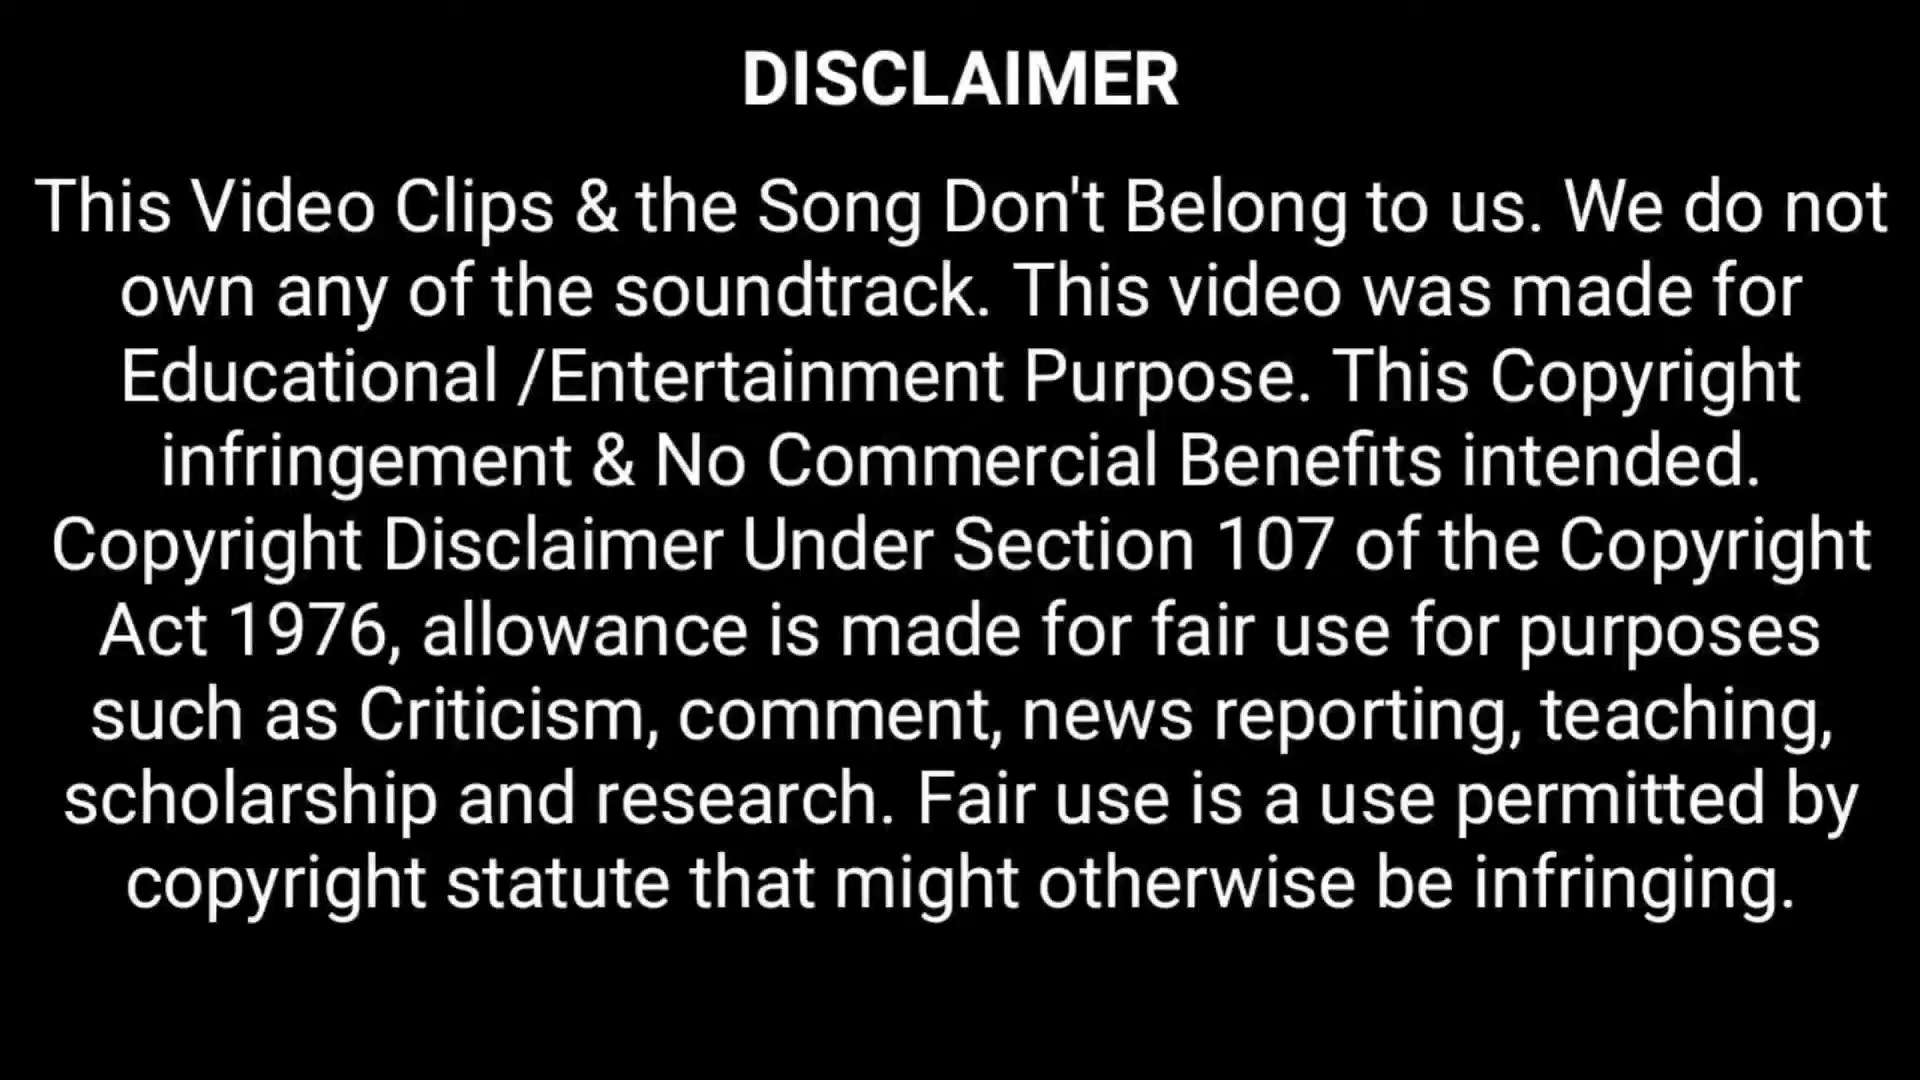 DISCLAIMER
This Video Clips & the Song Don't Belong to us. We do not
own any of the soundtrack. This video was made for
Educational /Entertainment Purpose. This Copyright
infringement & No Commercial Benefits intended.
Copyright Disclaimer Under Section 107 of the Copyright
Act 1976, allowance is made for fair use for purposes
such as Criticism, comment, news reporting, teaching,
scholarship and research. Fair use is a use permitted by
copyright statute that might otherwise be infringing.